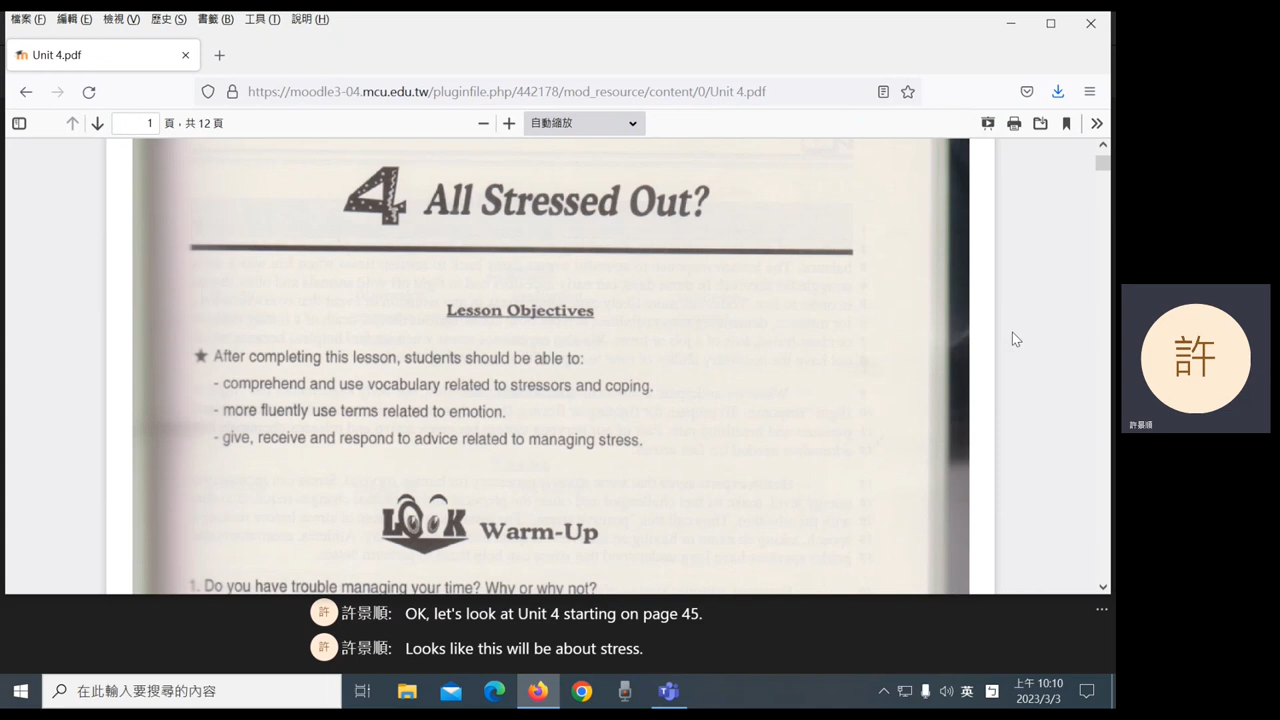 檔案 (F) 編輯 (E) 檢視 (V) 歷史 (S) 書籤 (B) 工具 (T) 說明 (H)
Unit 4.pdf
https://moodle3-04.mcu.edu.tw/pluginfile.php/442178/mod_resource/content/0/Unit 4.pdf
1 頁，共 12 頁
自動縮放
4 All Stressed Out?
Lesson Objectives
★ After completing this lesson, students should be able to:
- comprehend and use vocabulary related to stressors and coping.
- more fluently use terms related to emotion.
- give, receive and respond to advice related to managing stress.
LOOK Warm-Up
1. Do you have trouble managing your time? Why or why not?
許
許景順
許 許景順: OK, let's look at Unit 4 starting on page 45.
許 許景順: Looks like this will be about stress.
在此輸入要搜尋的文字
英
上午 10:10
2023/3/3